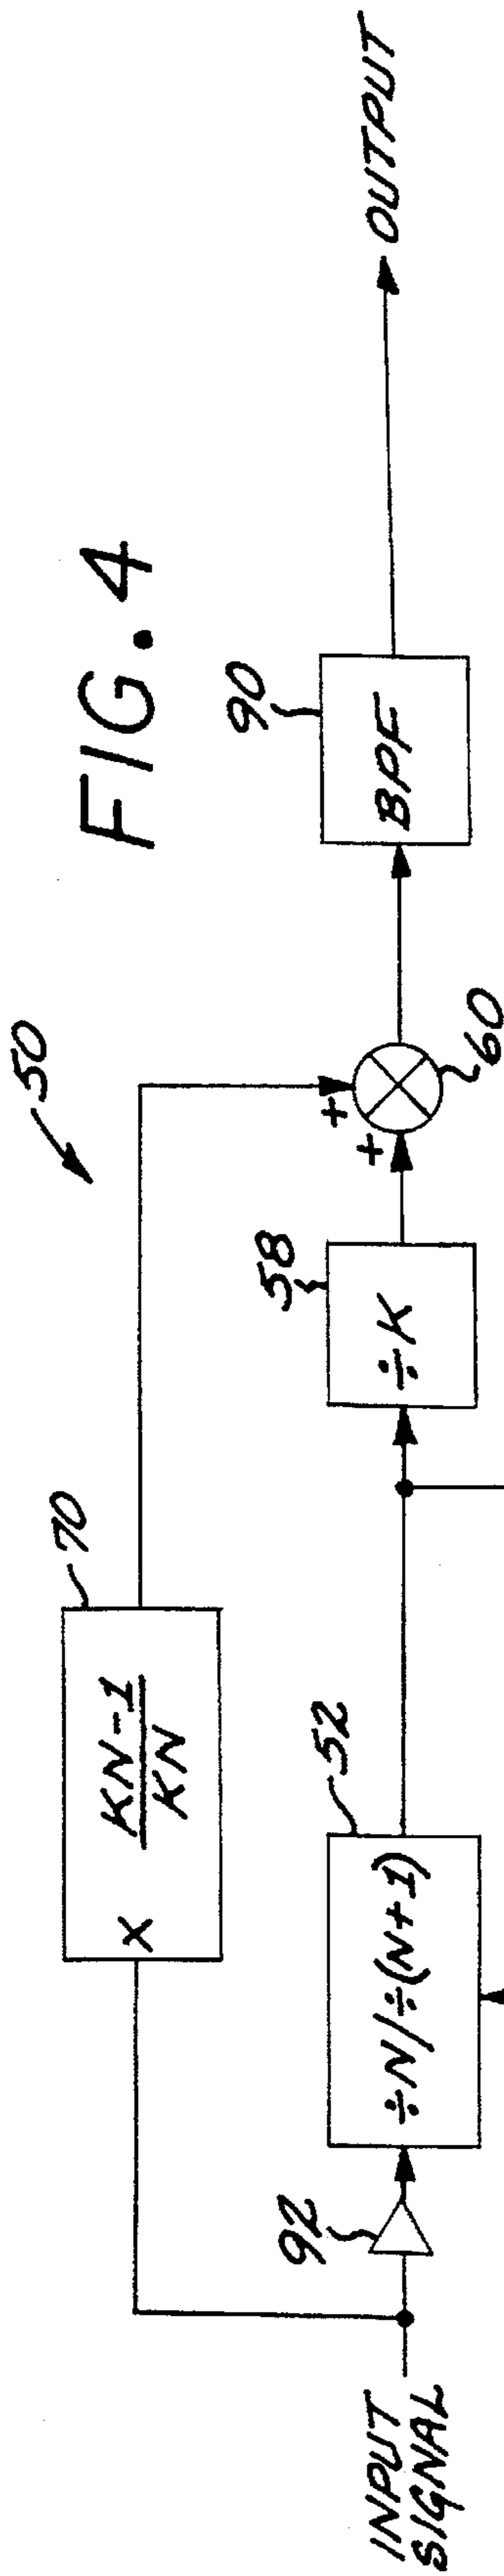 FIG. 4
50
70
X KN-1
KN
INPUT
SIGNAL
92
÷N/÷(N+1)
52
÷K
58
+
+
60
BPF
90
OUTPUT